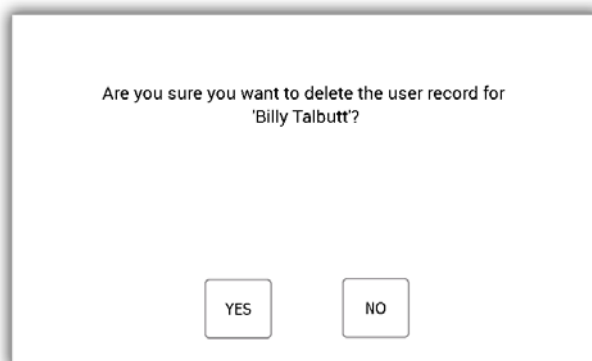 Are you sure you want to delete the user record for
'Billy Talbutt'?
YES NO